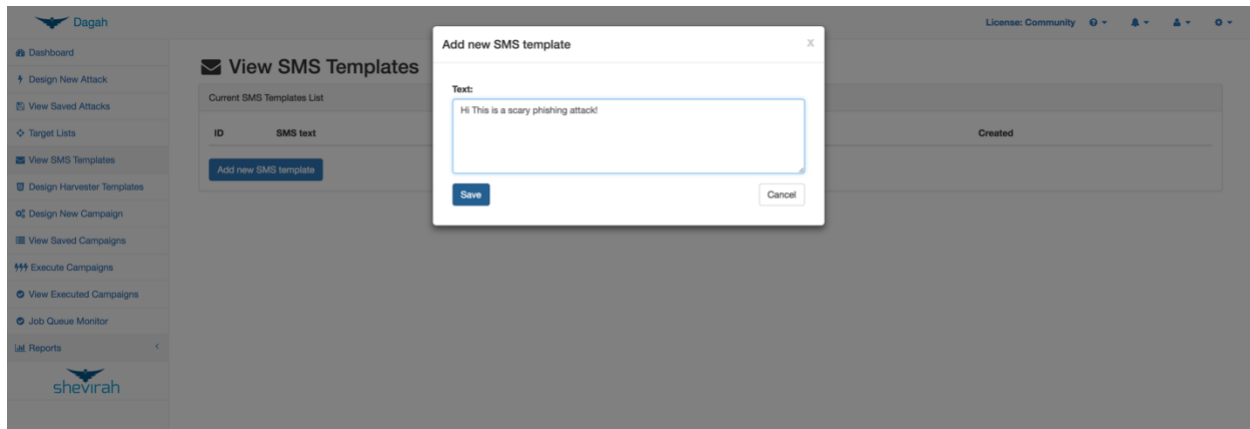 Dagah
License: Community
Dashboard
Design New Attack
View Saved Attacks
Target Lists
View SMS Templates
Design Harvester Templates
Design New Campaign
View Saved Campaigns
Execute Campaigns
View Executed Campaigns
Job Queue Monitor
Reports
shevirah
View SMS Templates
Current SMS Templates List
ID SMS text Created
Add new SMS template
Add new SMS template
x
Text:
Hi This is a scary phishing attack!
Save Cancel